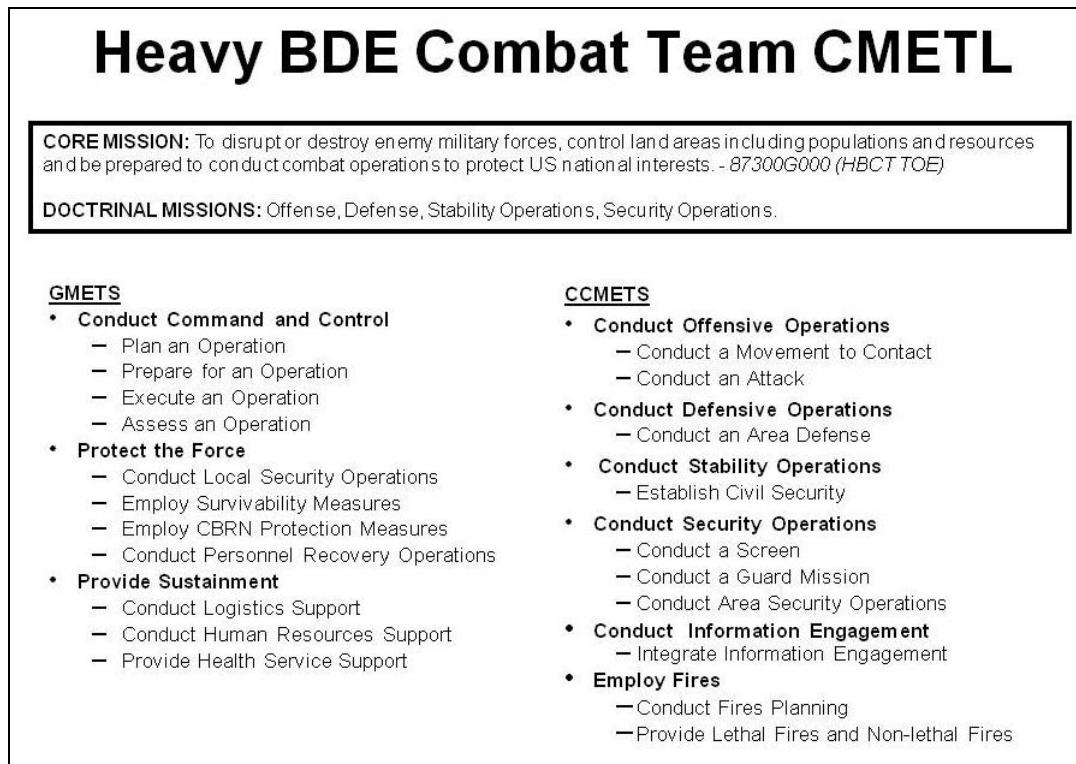 Heavy BDE Combat Team CMETL
CORE MISSION: To disrupt or destroy enemy military forces, control land areas including populations and resources
and be prepared to conduct combat operations to protect US national interests. - 87300G000 (HBCT TOE)
DOCTRINAL MISSIONS: Offense, Defense, Stability Operations, Security Operations.
GMETS
• Conduct Command and Control
– Plan an Operation
– Prepare for an Operation
– Execute an Operation
– Assess an Operation
• Protect the Force
– Conduct Local Security Operations
– Employ Survivability Measures
– Employ CBRN Protection Measures
– Conduct Personnel Recovery Operations
• Provide Sustainment
– Conduct Logistics Support
– Conduct Human Resources Support
– Provide Health Service Support
CCMETS
• Conduct Offensive Operations
– Conduct a Movement to Contact
– Conduct an Attack
• Conduct Defensive Operations
– Conduct an Area Defense
• Conduct Stability Operations
– Establish Civil Security
• Conduct Security Operations
– Conduct a Screen
– Conduct a Guard Mission
– Conduct Area Security Operations
• Conduct Information Engagement
– Integrate Information Engagement
• Employ Fires
– Conduct Fires Planning
– Provide Lethal Fires and Non-lethal Fires